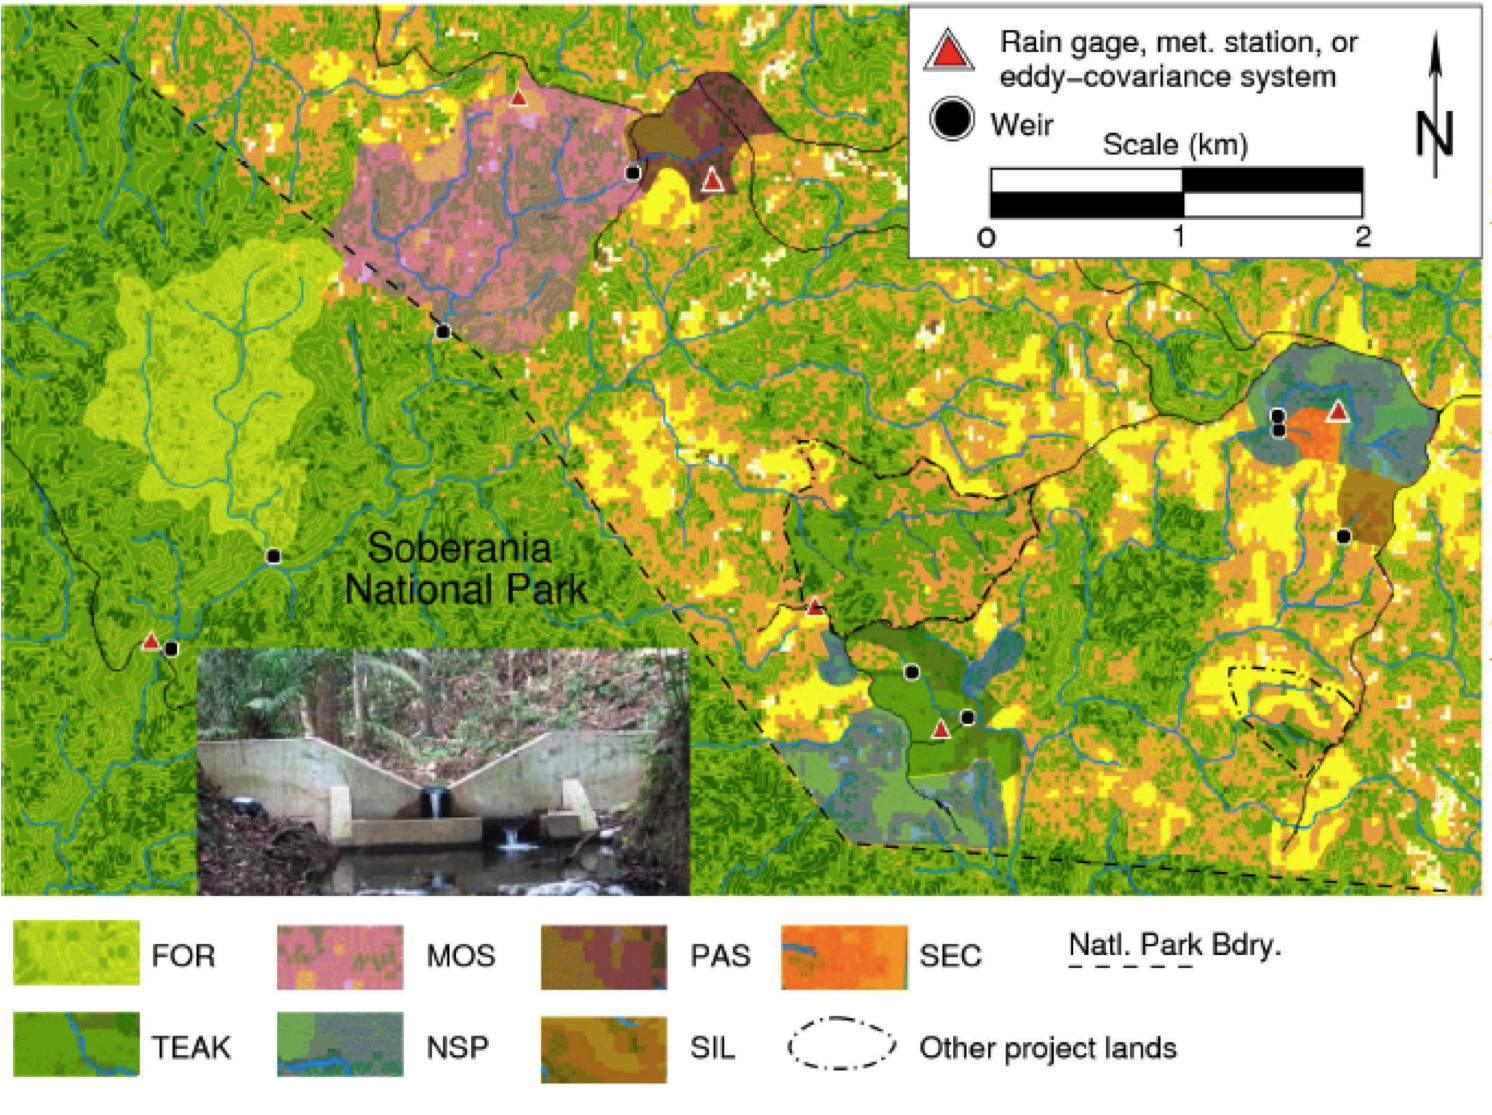 Rain gage, met. station, or
eddy-covariance system
Weir
Scale (km)
0 1 2
N
Soberania
National Park
FOR MOS PAS SEC Natl. Park Bdry.
TEAK NSP SIL Other project lands